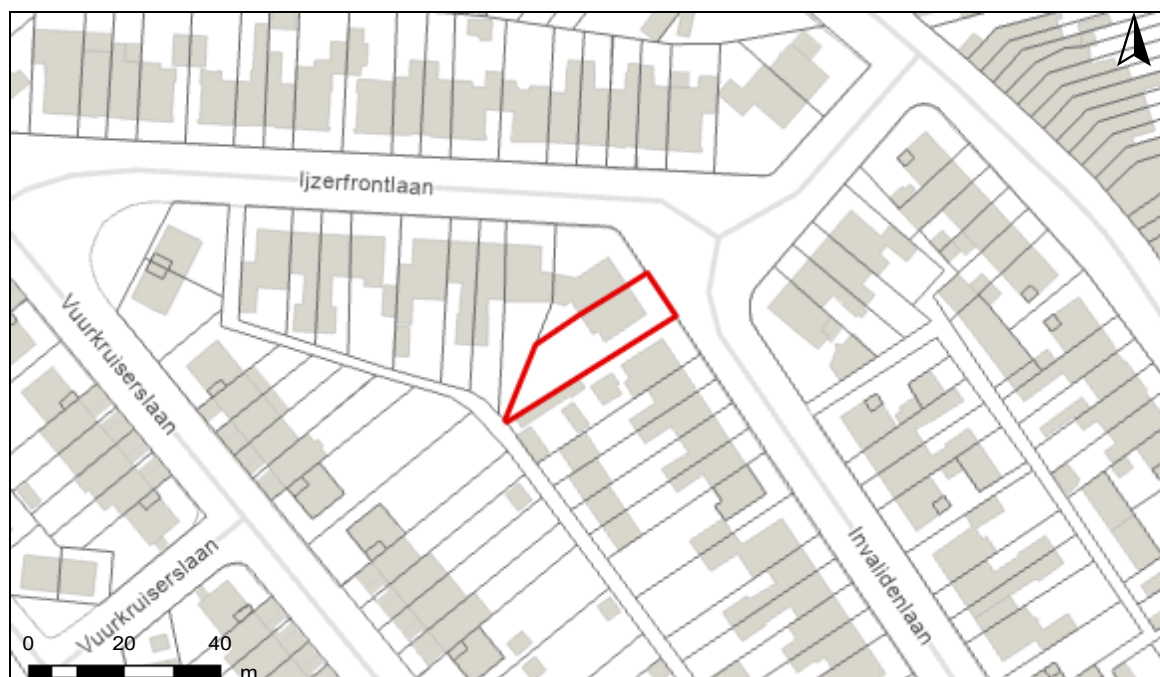 Ijzerfrontlaan
Vuurkruiserslaan
Invalidenlaan
Vuurkruiserslaan
0 20 40
m